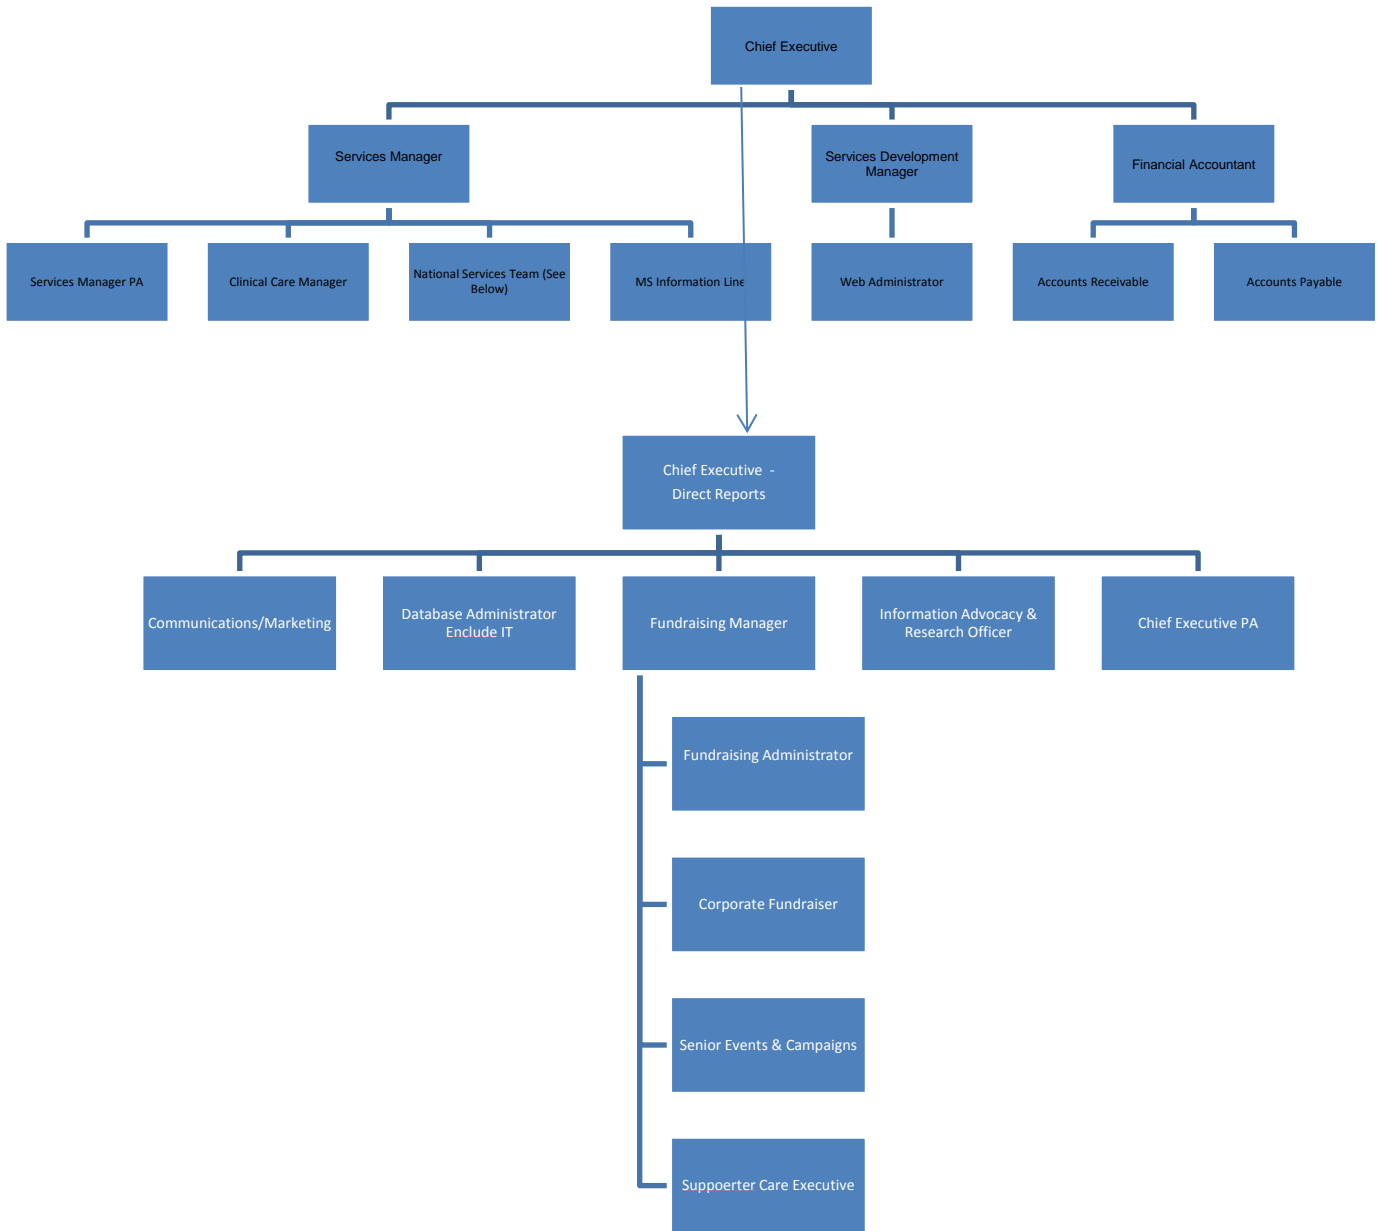 Chief Executive
Services Manager
Services Development
Manager
Financial Accountant
Services Manager PA
Clinical Care Manager
National Services Team (See
Below)
MS Information Line
Web Administrator
Accounts Receivable
Accounts Payable
Chief Executive -
Direct Reports
Communications/Marketing
Database Administrator
Enclude IT
Fundraising Manager
Information Advocacy &
Research Officer
Chief Executive PA
Fundraising Administrator
Corporate Fundraiser
Senior Events & Campaigns
Suppoerter Care Executive